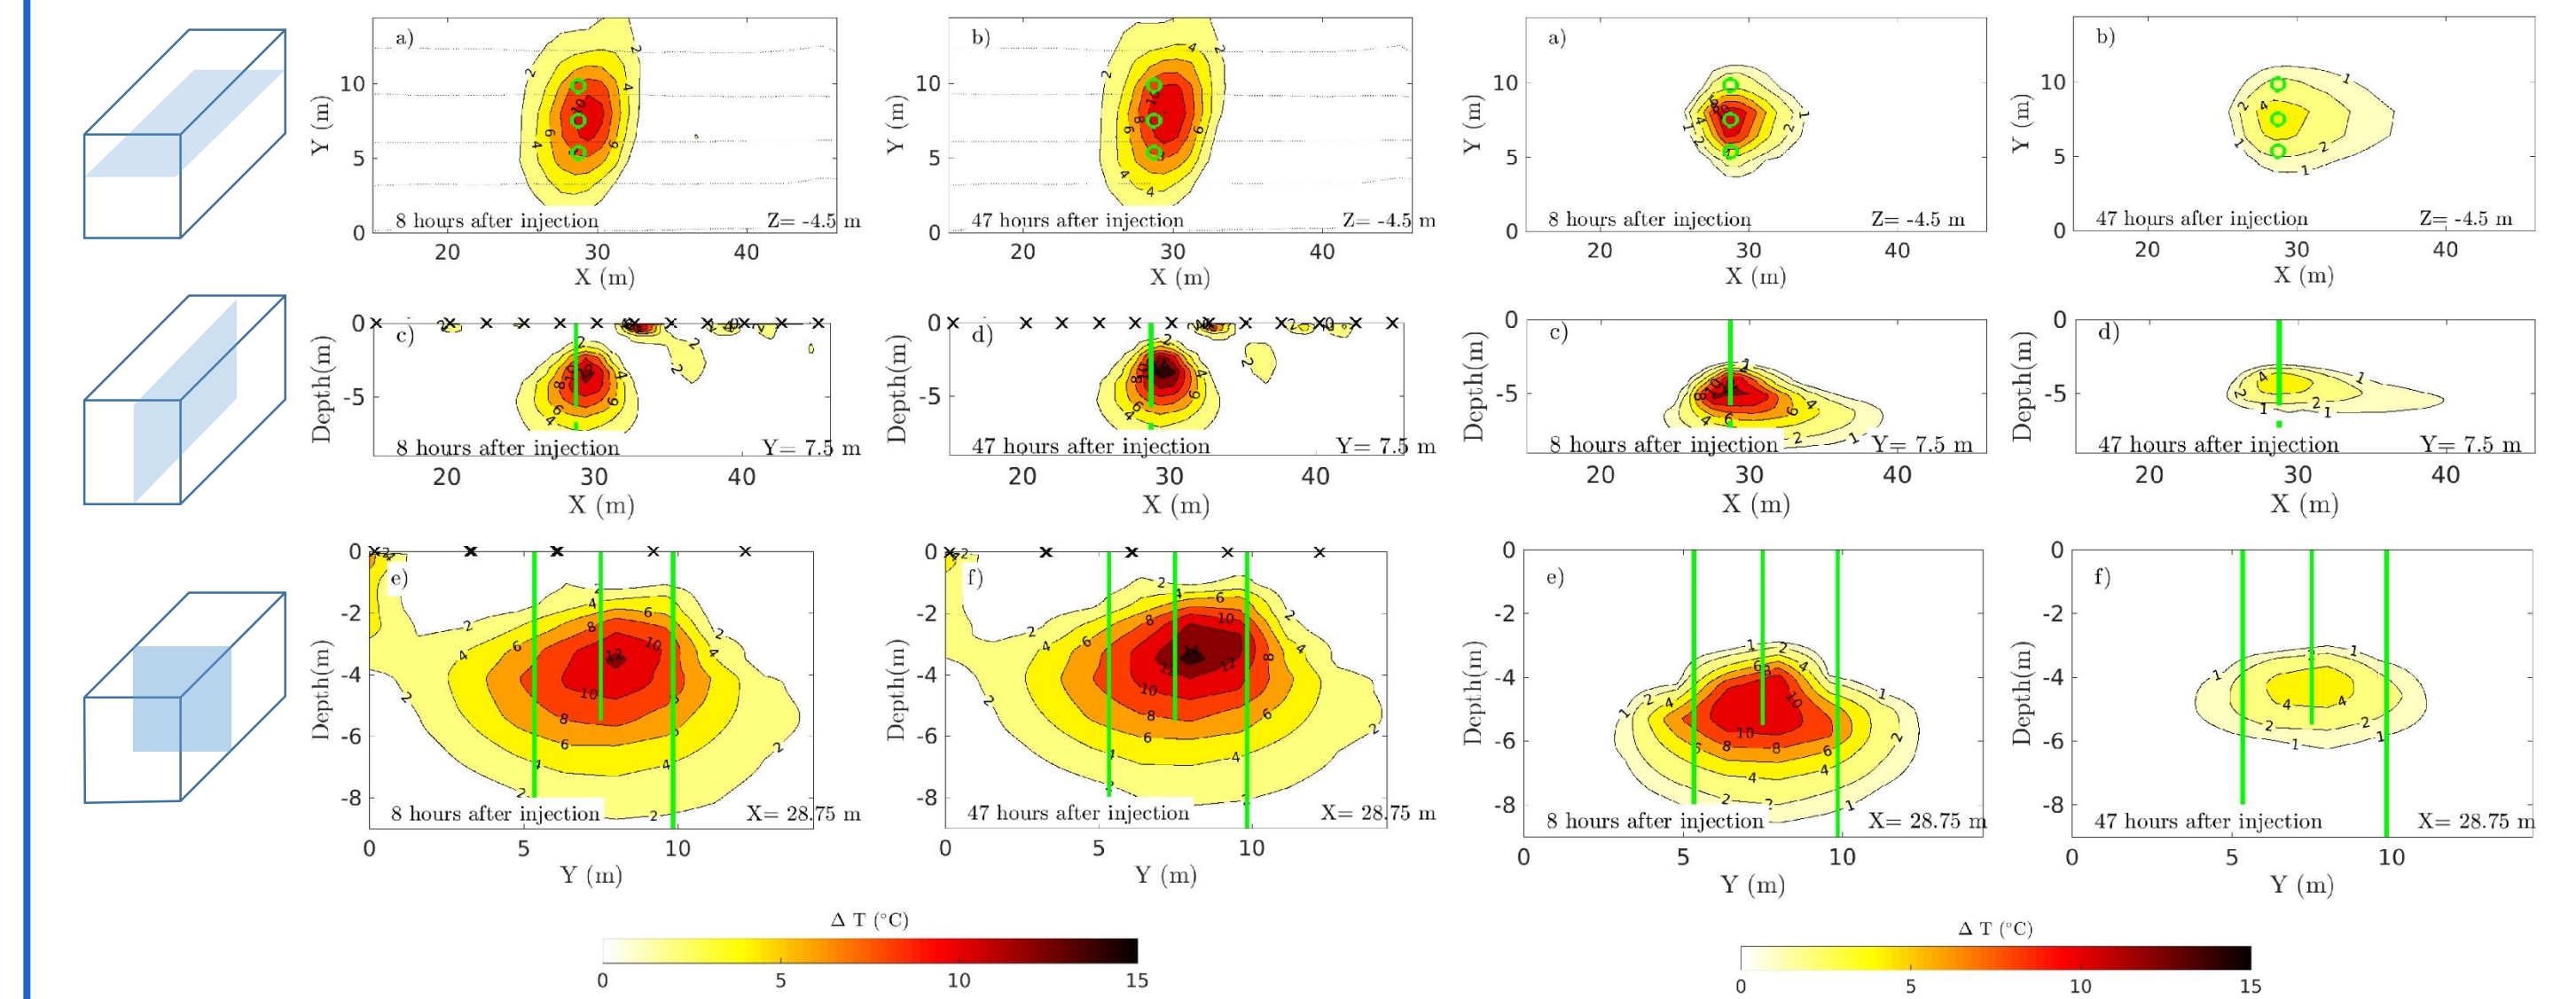 a)
b)
a)
b)
Y (m)
10
5
0
8 hours after injection
Z= -4.5 m
20 30 40
X (m)
Y (m)
10
5
0
47 hours after injection
Z= -4.5 m
20 30 40
X (m)
Y (m)
10
5
0
8 hours after injection
Z= -4.5 m
20 30 40
X (m)
Y (m)
10
5
0
47 hours after injection
Z= -4.5 m
20 30 40
X (m)
c)
Depth(m)
0
-5
8 hours after injection
Y= 7.5 m
20 30 40
X (m)
d)
Depth(m)
0
-5
47 hours after injection
Y= 7.5 m
20 30 40
X (m)
c)
Depth(m)
0
-5
8 hours after injection
Y= 7.5 m
20 30 40
X (m)
d)
Depth(m)
0
-5
47 hours after injection
Y= 7.5 m
20 30 40
X (m)
e)
Depth(m)
0
-2
-4
-6
-8
8 hours after injection
X= 28.75 m
0 5 10
Y (m)
f)
Depth(m)
0
-2
-4
-6
-8
47 hours after injection
X= 28.75 m
0 5 10
Y (m)
e)
Depth(m)
0
-2
-4
-6
-8
8 hours after injection
X= 28.75 m
0 5 10
Y (m)
f)
Depth(m)
0
-2
-4
-6
-8
47 hours after injection
X= 28.75 m
0 5 10
Y (m)
Δ T (°C)
0 5 10 15
Δ T (°C)
0 5 10 15